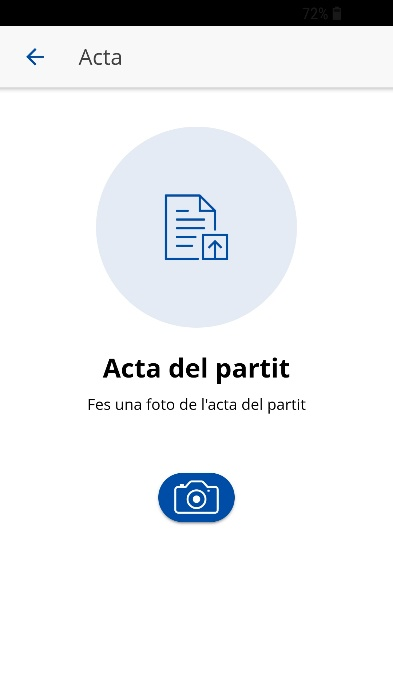 72%
Acta
Acta del partit
Fes una foto de l'acta del partit